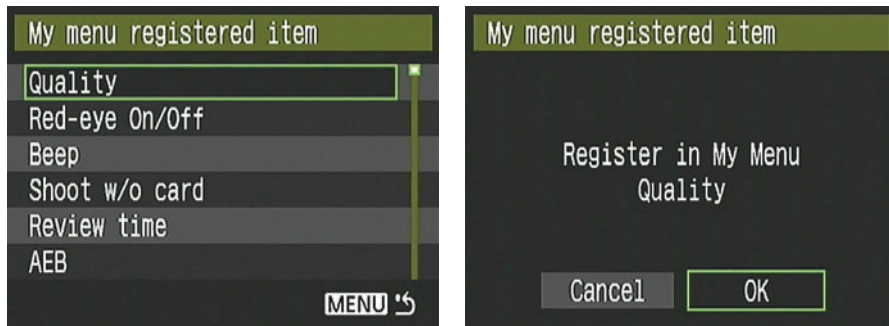 My menu registered item
Quality
Red-eye On/Off
Beep
Shoot w/o card
Review time
AEB
MENU
My menu registered item
Register in My Menu
Quality
Cancel OK